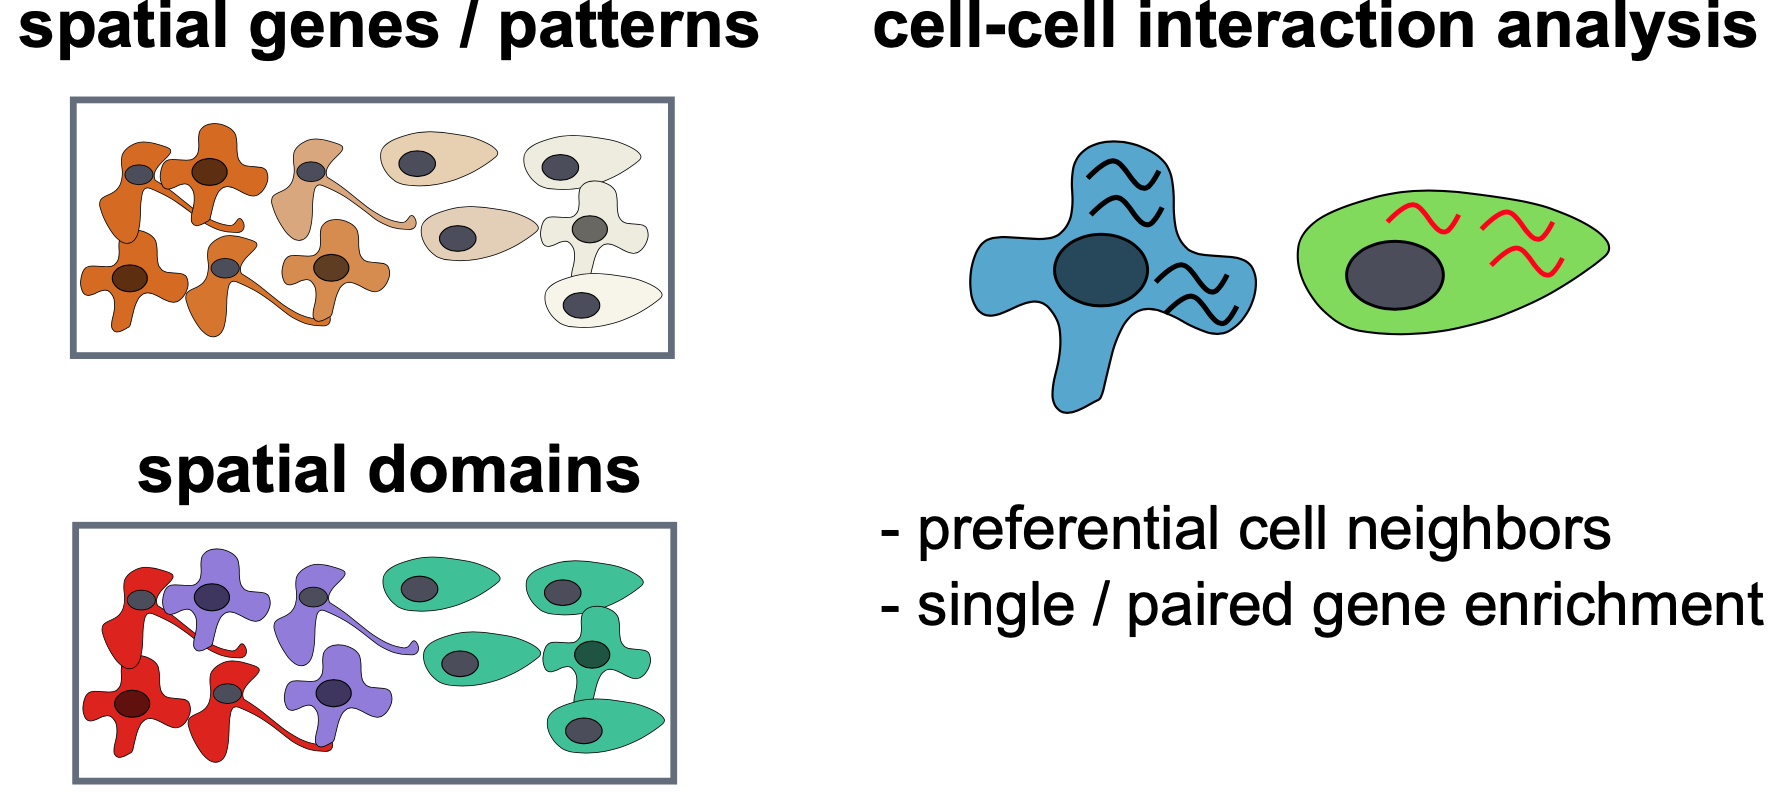 spatial genes / patterns
spatial domains
cell-cell interaction analysis
- preferential cell neighbors
- single / paired gene enrichment